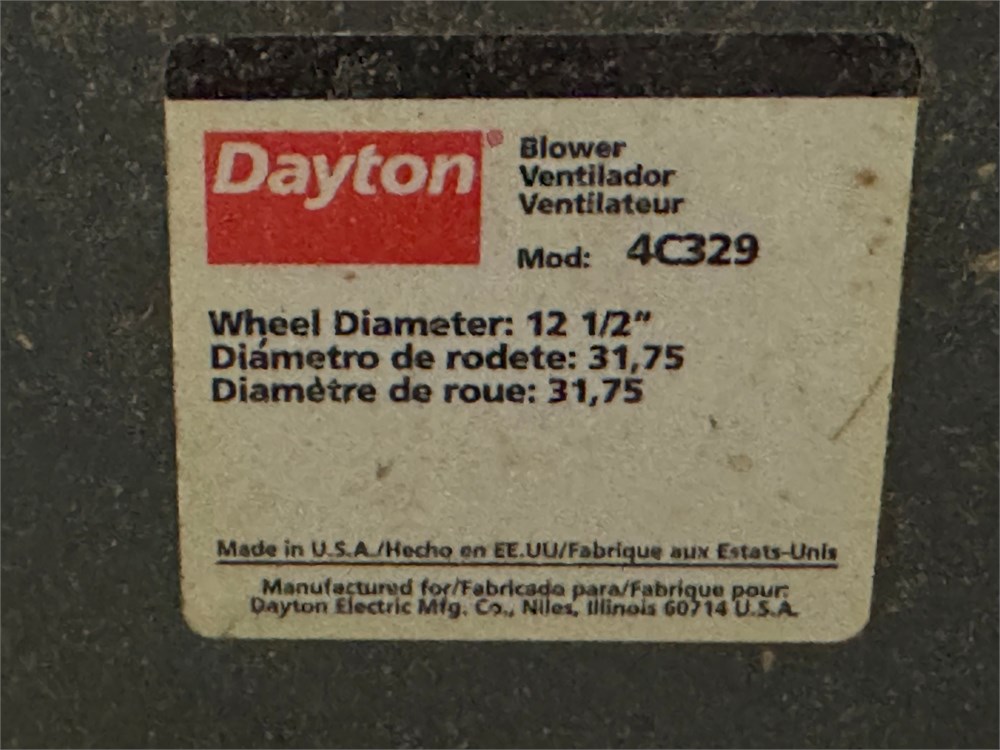 Dayton®
Blower
Ventilador
Ventilateur
Mod: 4C329
Wheel Diameter: 12 1/2"
Diámetro de rodete: 31,75
Diamètre de roue: 31,75
Made in U.S.A./Hecho en EE.UU/Fabrique aux Estats-Unis
Manufactured for/Fabricado para/Fabrique pour:
Dayton Electric Mfg. Co., Niles, Illinois 60714 U.S.A.